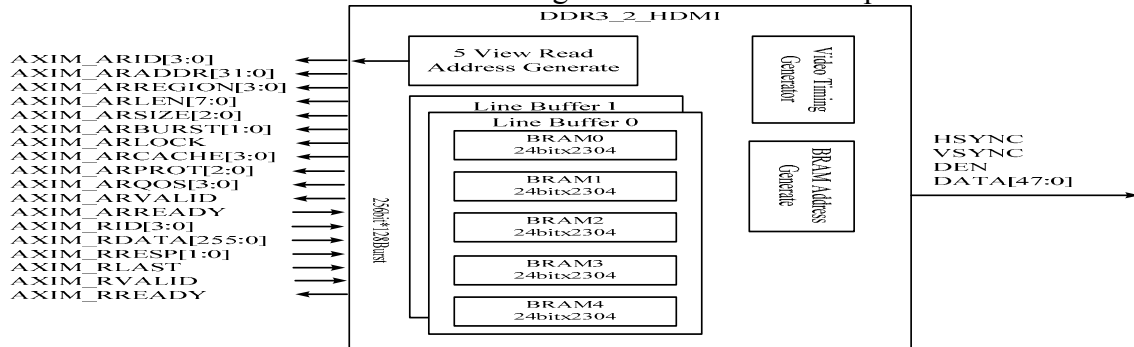 DDR3_2_HDMI
5 View Read
Address Generate
Video Timing
Generator
AXIM_ARID[3:0]
AXIM_ARADDR[31:0]
AXIM_ARREGION[3:0]
AXIM_ARLEN[7:0]
AXIM_ARSIZE[2:0]
AXIM_ARBURST[1:0]
AXIM_ARLOCK
AXIM_ARCACHE[3:0]
AXIM_ARPROT[2:0]
AXIM_ARQOS[3:0]
AXIM_ARVALID
AXIM_ARREADY
AXIM_RID[3:0]
AXIM_RDATA[255:0]
AXIM_RRESP[1:0]
AXIM_RLAST
AXIM_RVALID
AXIM_RREADY
256bit*128Burst
Line Buffer 1
Line Buffer 0
BRAM0
24bitx2304
BRAM1
24bitx2304
BRAM2
24bitx2304
BRAM3
24bitx2304
BRAM4
24bitx2304
BRAM Address
Generate
HSYNC
VSYNC
DEN
DATA[47:0]